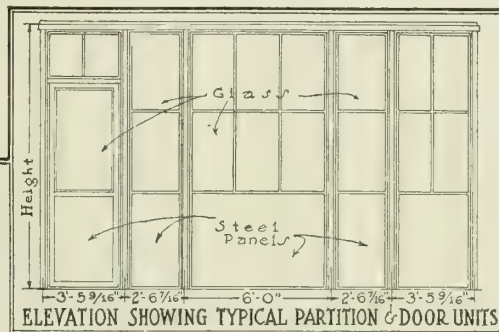 Glass
Height
Steel
Panels
3'-5 9/16" 2'-6 7/16" 6'-0" 2'-6 7/16" 3'-5 9/16"
ELEVATION SHOWING TYPICAL PARTITION & DOOR UNITS